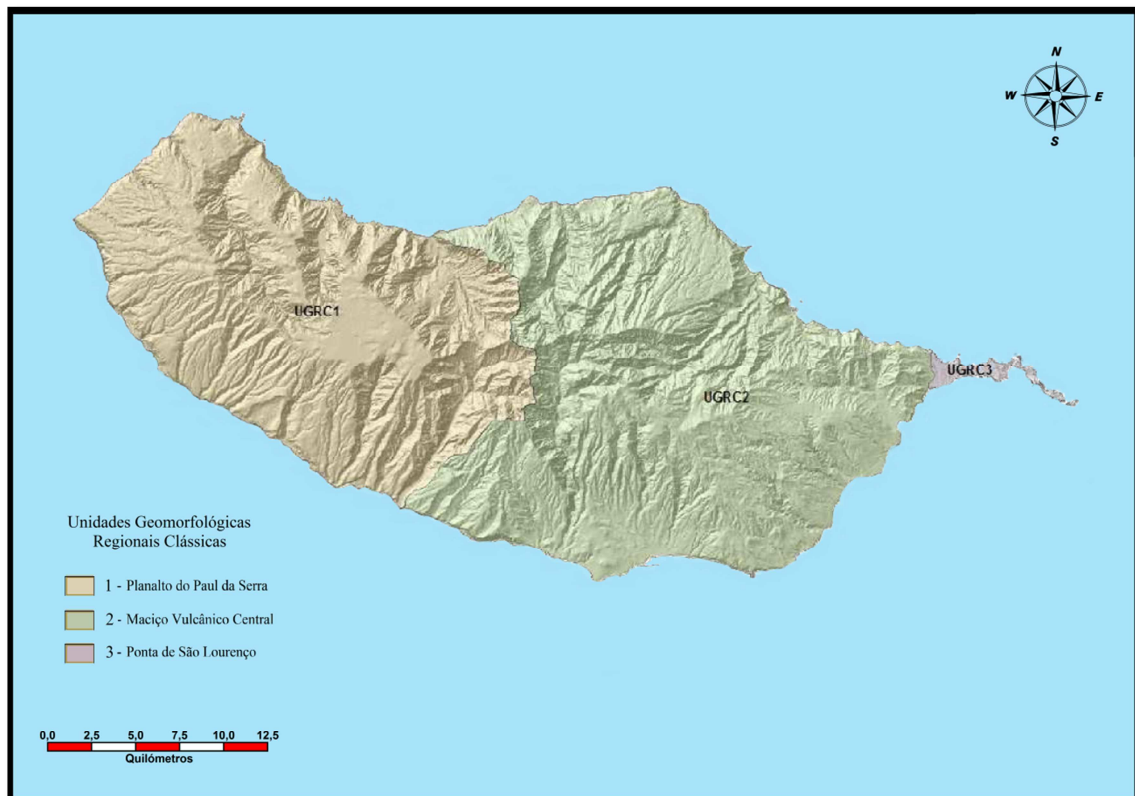 N
W E
S
UGRC1
UGRC3
UGRC2
Unidades Geomorfológicas
Regionais Clássicas
1 - Planalto do Paul da Serra
2 - Maciço Vulcânico Central
3 - Ponta de São Lourenço
0,0 2,5 5,0 7,5 10,0 12,5
Quilómetros